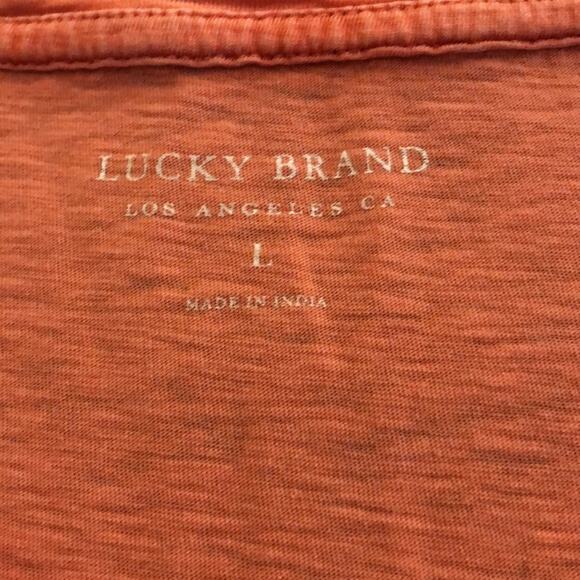 LUCKY BRAND
LOS ANGELES CA
L
MADE IN INDIA